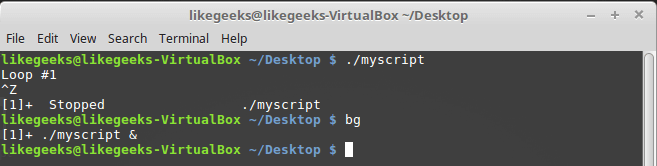 likegeeks@likegeeks-VirtualBox ~/Desktop
File Edit View Search Terminal Help
likegeeks@likegeeks-VirtualBox ~/Desktop $ ./myscript
Loop #1
^Z
[1]+  Stopped                 ./myscript
likegeeks@likegeeks-VirtualBox ~/Desktop $ bg
[1]+ ./myscript &
likegeeks@likegeeks-VirtualBox ~/Desktop $